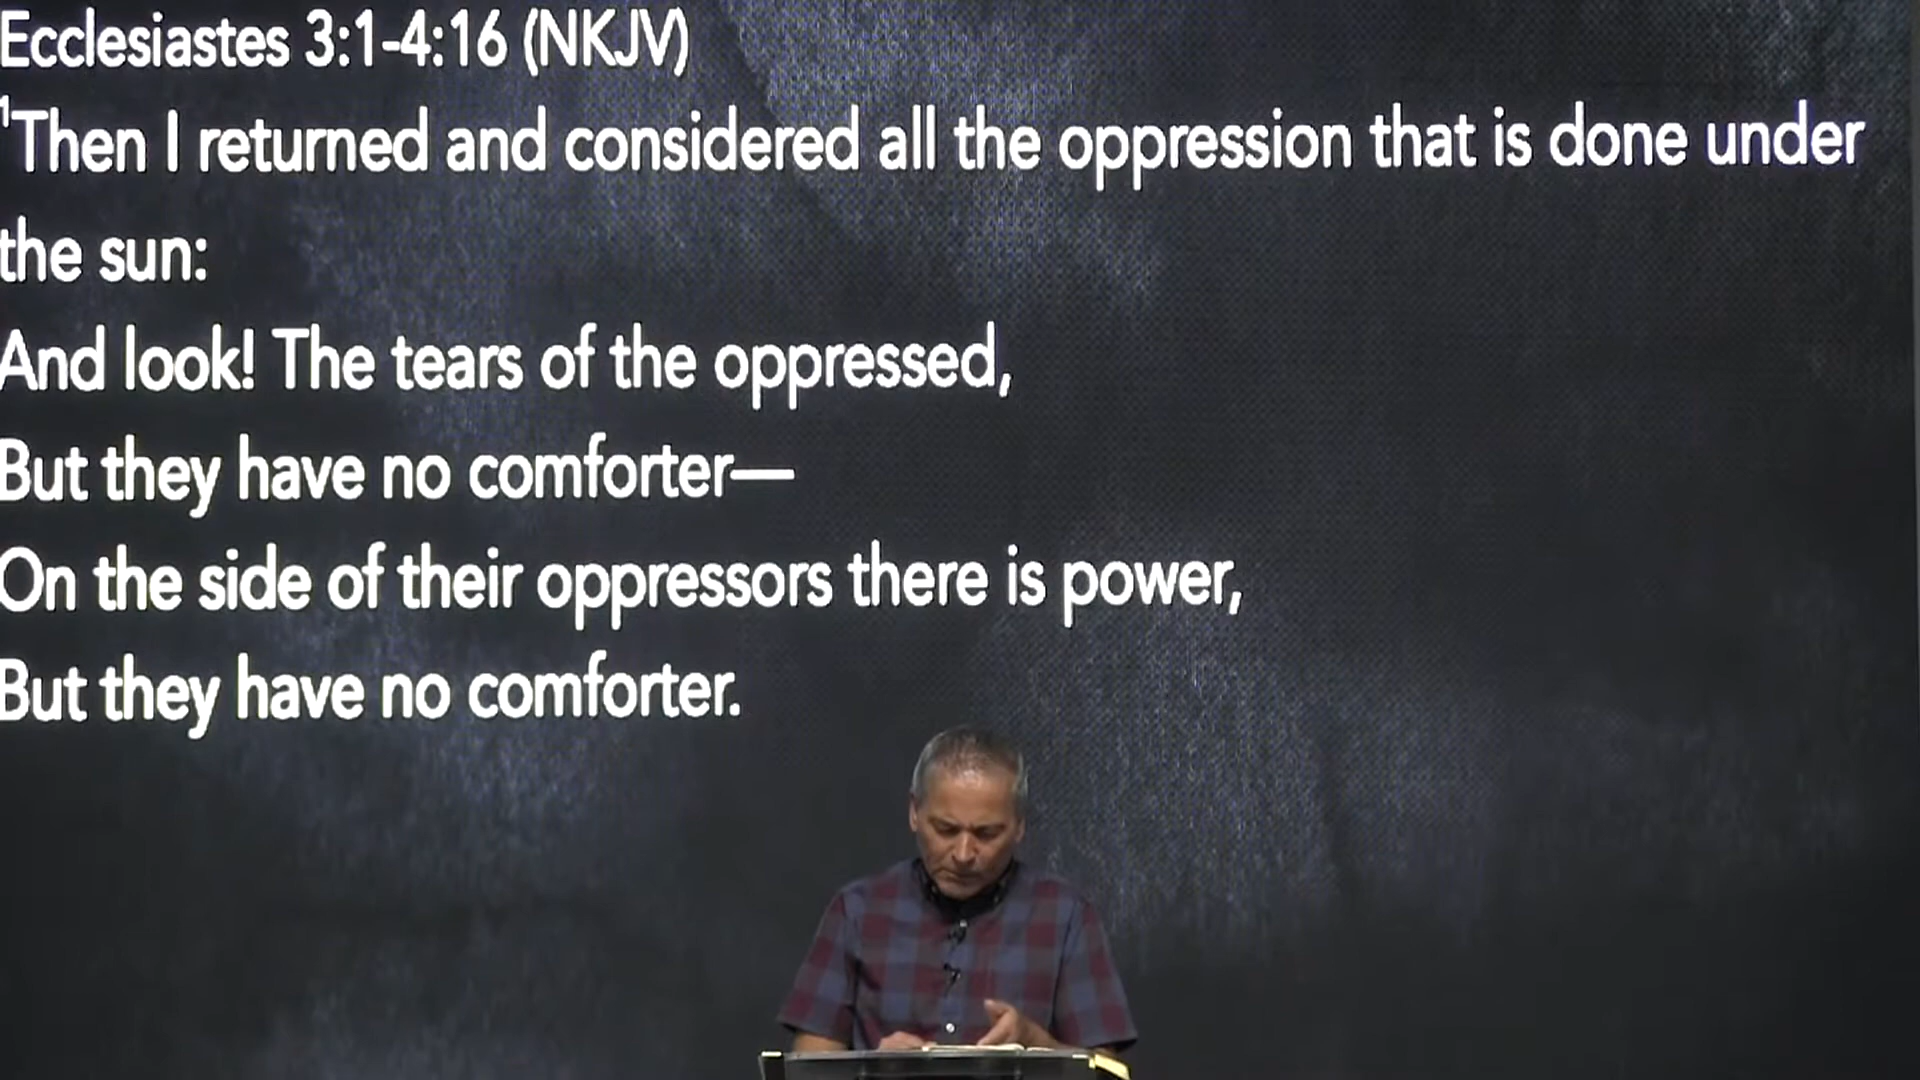 Ecclesiastes 3:1-4:16 (NKJV)
¹Then I returned and considered all the oppression that is done under
the sun:
And look! The tears of the oppressed,
But they have no comforter—
On the side of their oppressors there is power,
But they have no comforter.